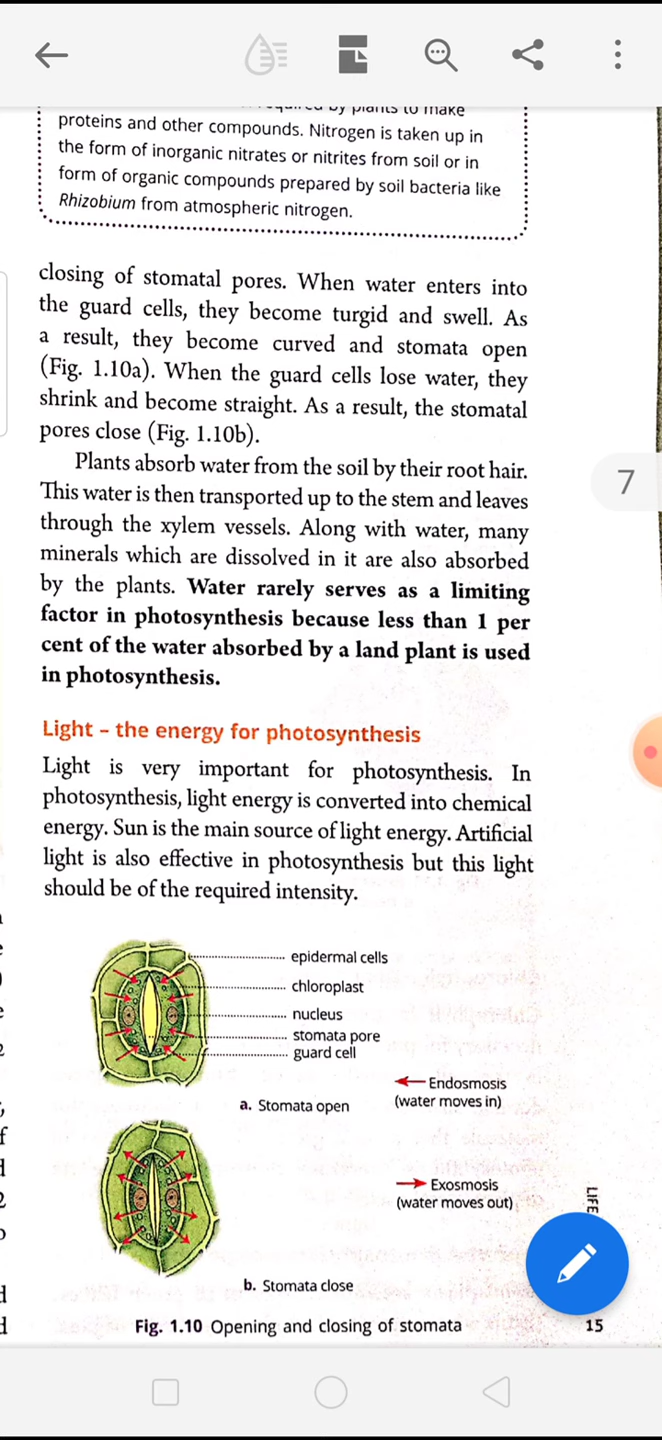 by plants to make
proteins and other compounds. Nitrogen is taken up in
the form of inorganic nitrates or nitrites from soil or in
form of organic compounds prepared by soil bacteria like
Rhizobium from atmospheric nitrogen.
closing of stomatal pores. When water enters into
the guard cells, they become turgid and swell. As
a result, they become curved and stomata open
(Fig. 1.10a). When the guard cells lose water, they
shrink and become straight. As a result, the stomatal
pores close (Fig. 1.10b).
Plants absorb water from the soil by their root hair.
This water is then transported up to the stem and leaves
through the xylem vessels. Along with water, many
minerals which are dissolved in it are also absorbed
by the plants. Water rarely serves as a limiting
factor in photosynthesis because less than 1 per
cent of the water absorbed by a land plant is used
in photosynthesis.
7
Light – the energy for photosynthesis
Light is very important for photosynthesis. In
photosynthesis, light energy is converted into chemical
energy. Sun is the main source of light energy. Artificial
light is also effective in photosynthesis but this light
should be of the required intensity.
epidermal cells
chloroplast
nucleus
stomata pore
guard cell
Endosmosis
(water moves in)
a. Stomata open
Exosmosis
(water moves out)
b. Stomata close
LIFE
Fig. 1.10 Opening and closing of stomata
15